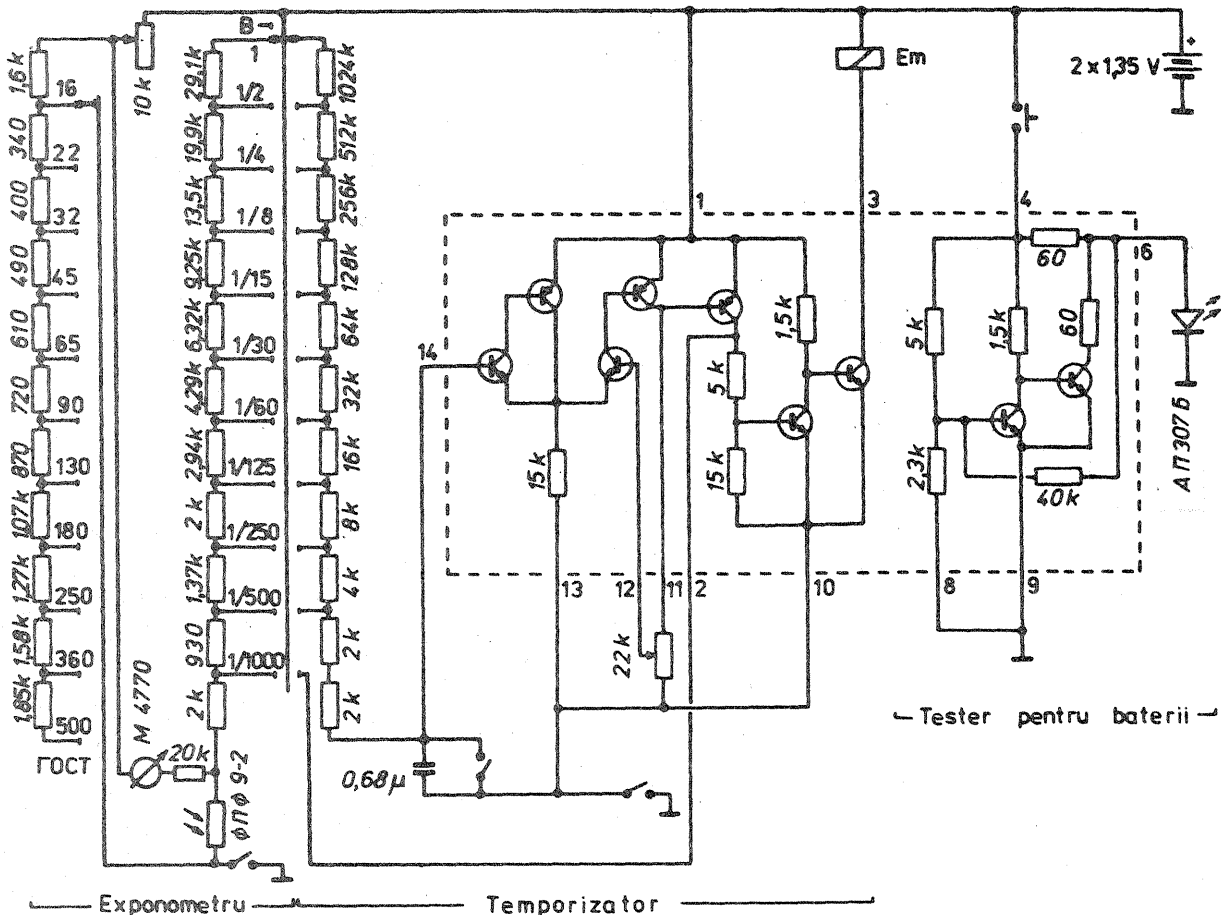 B
1
1,6k
16
10k
29,1k
1024k
Em
2 x 1,35 V
+
340
22
19,9k
1/2
512k
400
32
13,5k
1/4
256k
490
45
9,25k
1/8
128k
610
65
6,32k
1/15
64k
720
90
4,29k
1/30
32k
870
130
2,94k
1/60
16k
1,07k
180
2k
1/125
8k
1,27k
250
1,37k
1/250
4k
1,58k
360
930
1/500
2k
1,85k
500
2k
1/1000
2k
ГОСТ
M 4770
20k
ФПФ 9-2
0,68µ
1
3
4
6
14
15k
5k
15k
1,5k
13
12
11
2
10
22k
5k
2,3k
1,5k
60
60
40k
8
9
АП307Б
Tester pentru baterii
Exponometru
Temporizator